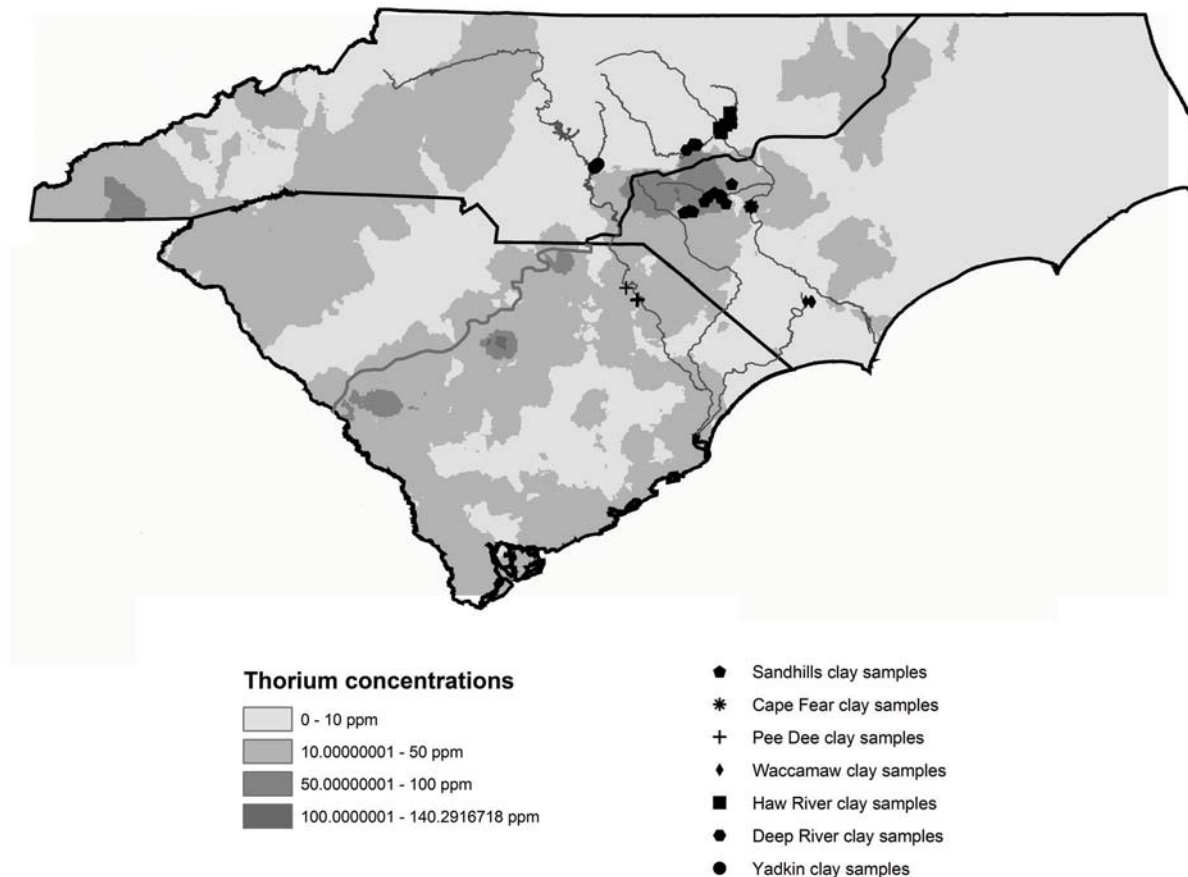 Thorium concentrations
0 - 10 ppm
10.00000001 - 50 ppm
50.00000001 - 100 ppm
100.0000001 - 140.2916718 ppm
Sandhills clay samples
Cape Fear clay samples
Pee Dee clay samples
Waccamaw clay samples
Haw River clay samples
Deep River clay samples
Yadkin clay samples